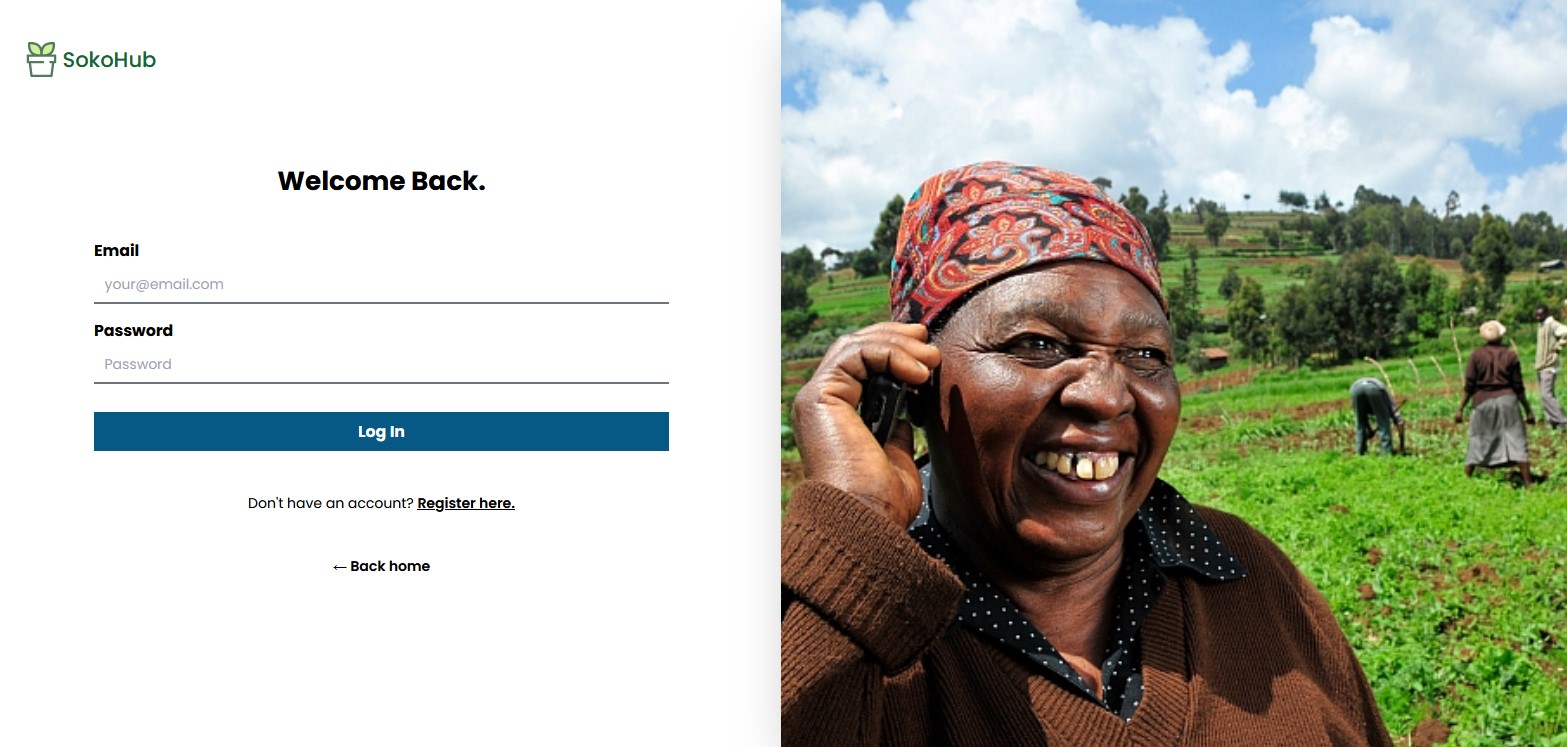 SokoHub
Welcome Back.
Email
your@email.com
Password
Password
Log In
Don't have an account? Register here.
← Back home